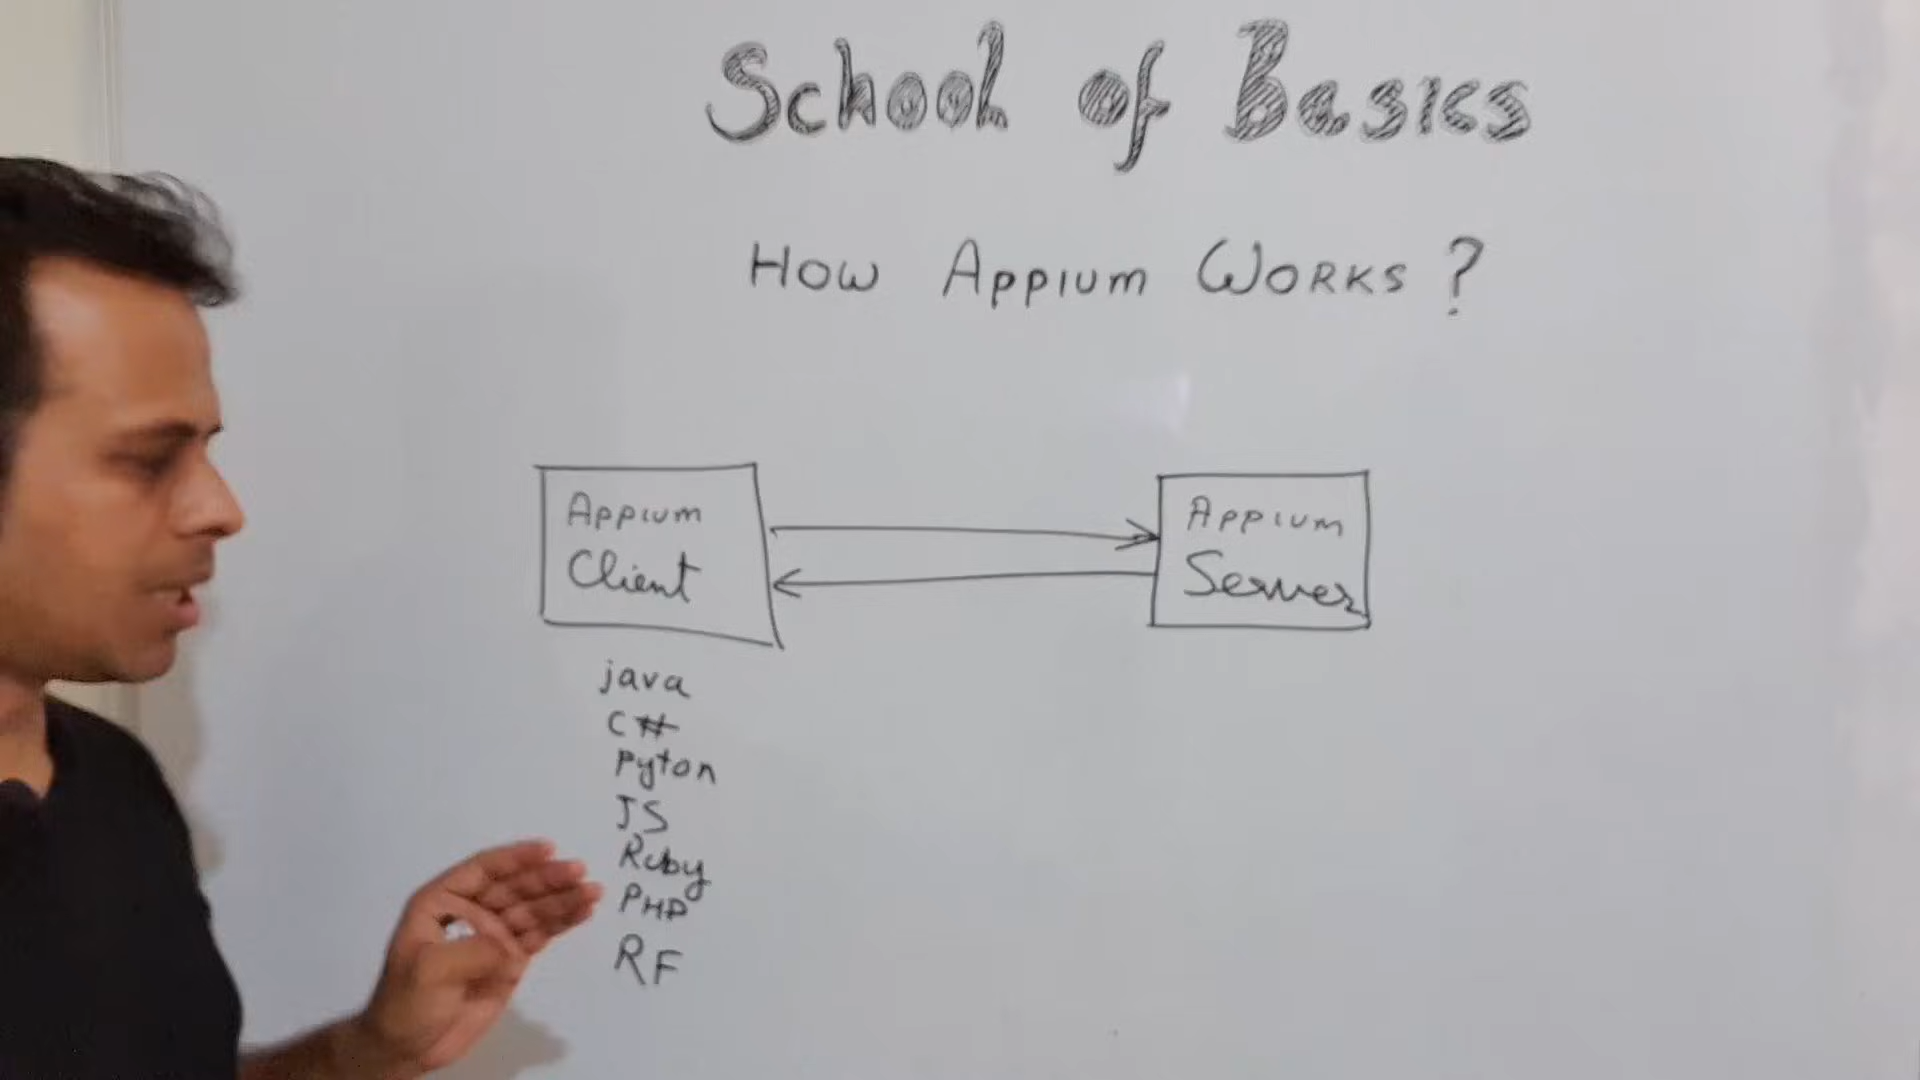 School of Basics
How Appium Works ?
Appium
Client
Appium
Server
java
C#
Pyton
JS
Ruby
PHP
RF